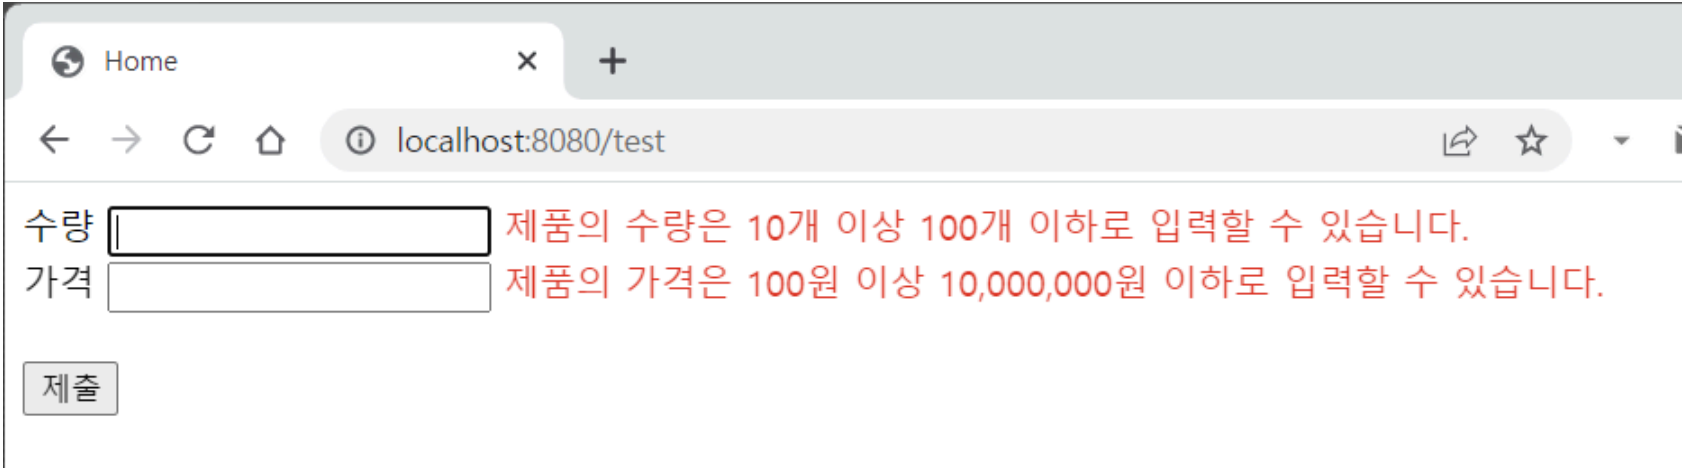 Home
localhost:8080/test
수량 제품의 수량은 10개 이상 100개 이하로 입력할 수 있습니다.
가격 제품의 가격은 100원 이상 10,000,000원 이하로 입력할 수 있습니다.
제출